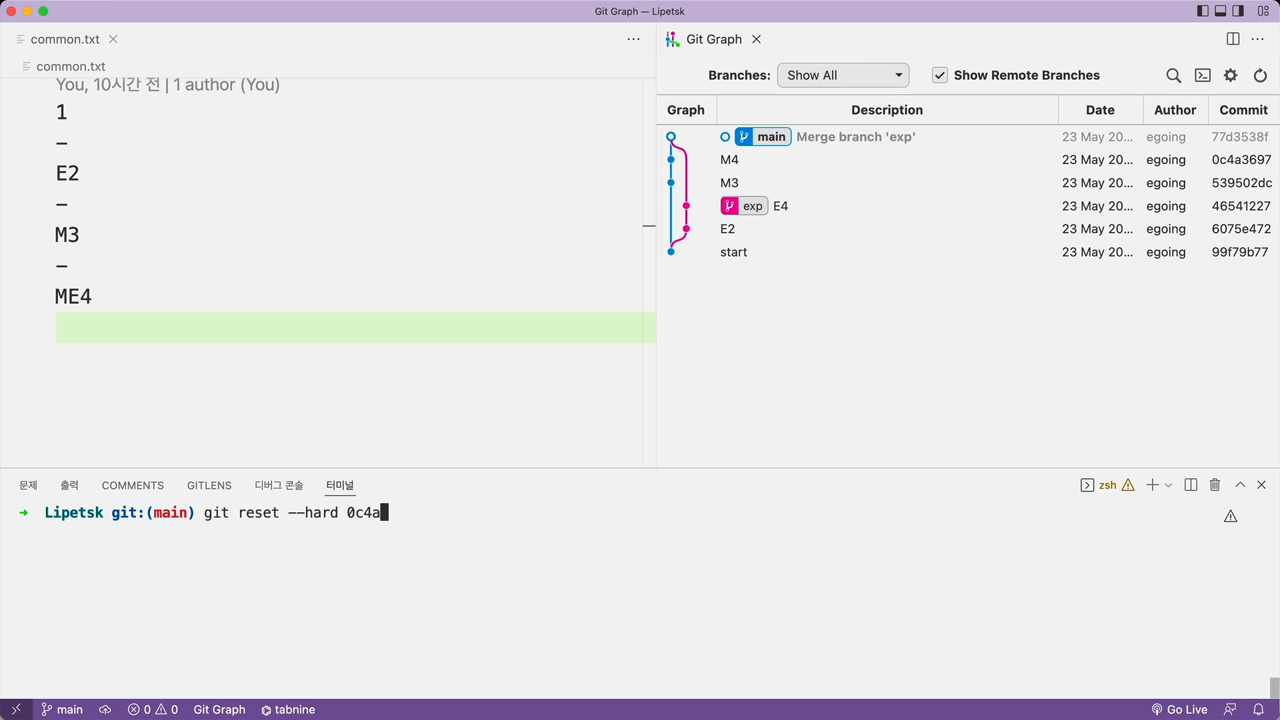 Git Graph — Lipetsk
common.txt
Git Graph
common.txt
Branches: Show All Show Remote Branches
You, 10시간 전 | 1 author (You)
1
–
E2
–
M3
–
ME4
Graph Description Date Author Commit
main Merge branch 'exp' 23 May 20... egoing 77d3538f
M4 23 May 20... egoing 0c4a3697
M3 23 May 20... egoing 539502dc
exp E4 23 May 20... egoing 46541227
E2 23 May 20... egoing 6075e472
start 23 May 20... egoing 99f79b77
문제 출력 COMMENTS GITLENS 디버그 콘솔 터미널 zsh
→ Lipetsk git:(main) git reset --hard 0c4a
main 0 0 Git Graph tabnine Go Live